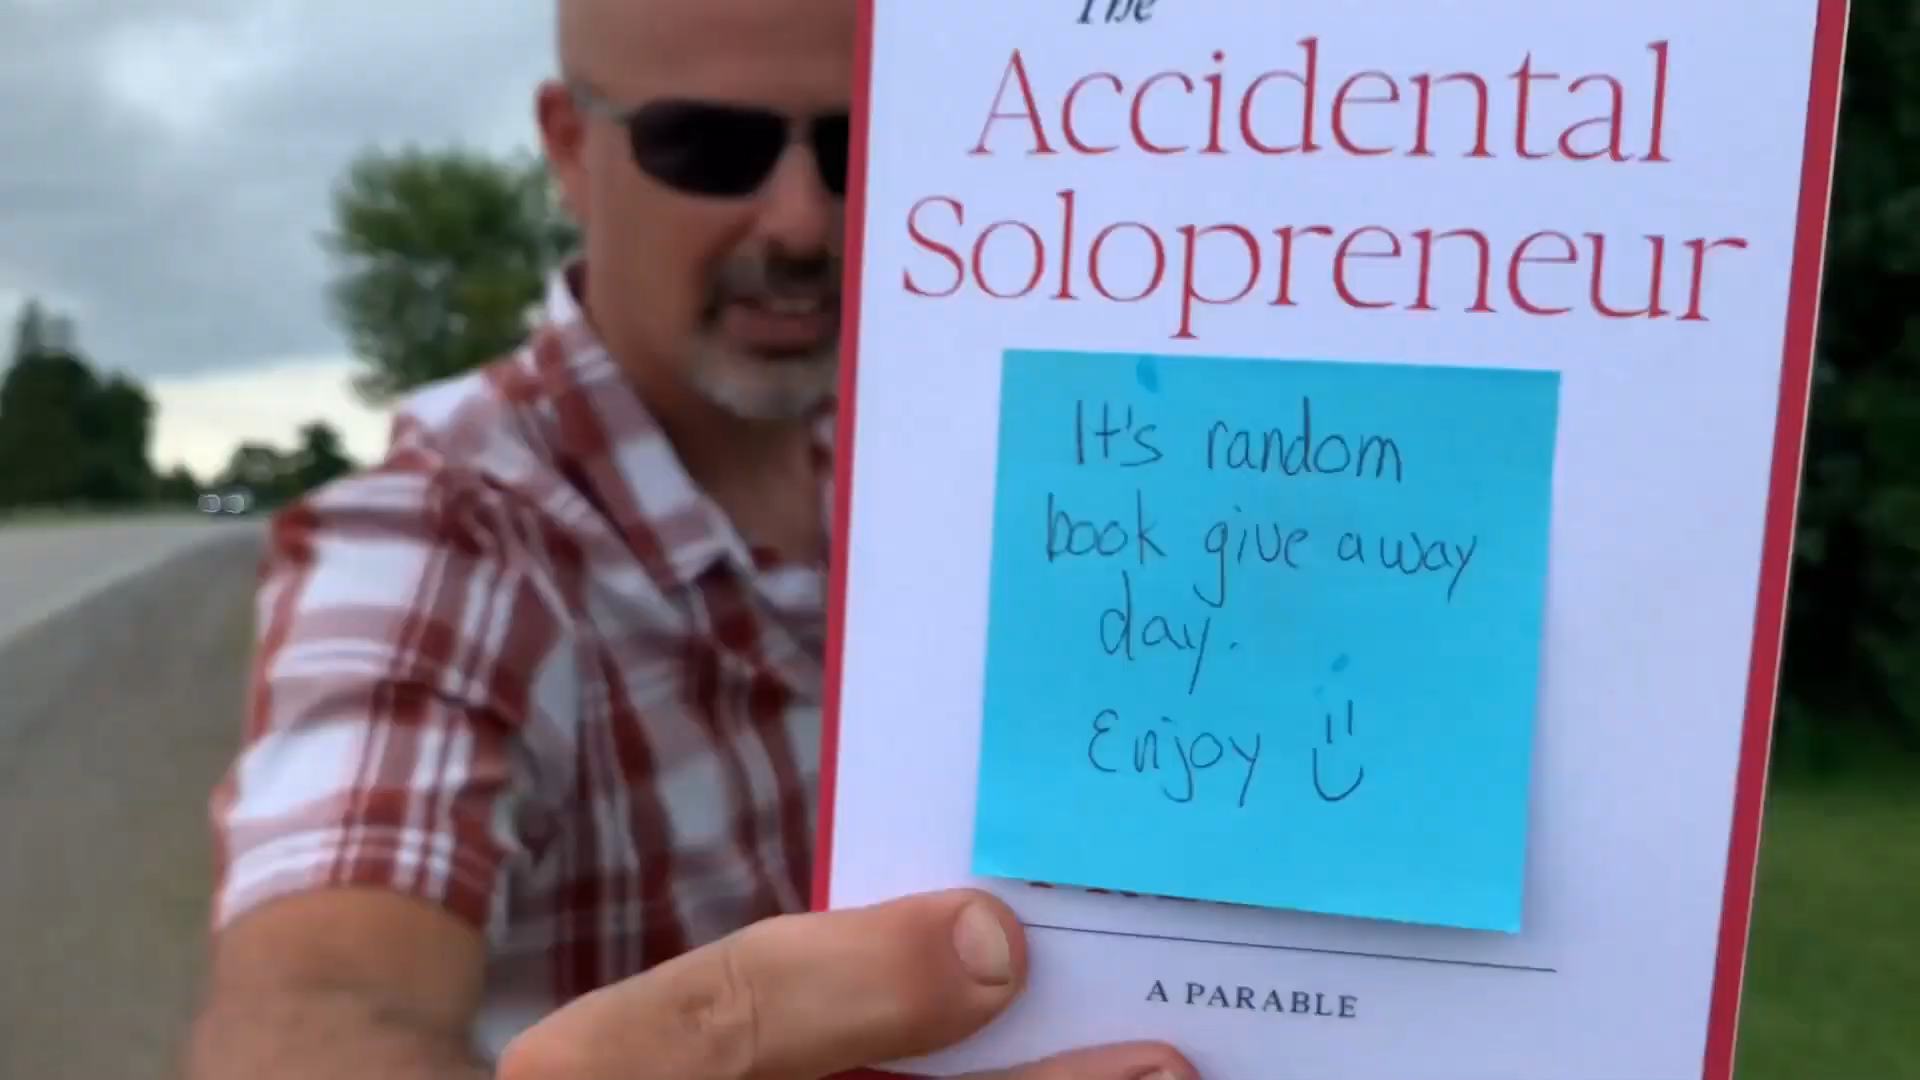 The
Accidental
Solopreneur
It's random
book give away
day.
Enjoy
A PARABLE